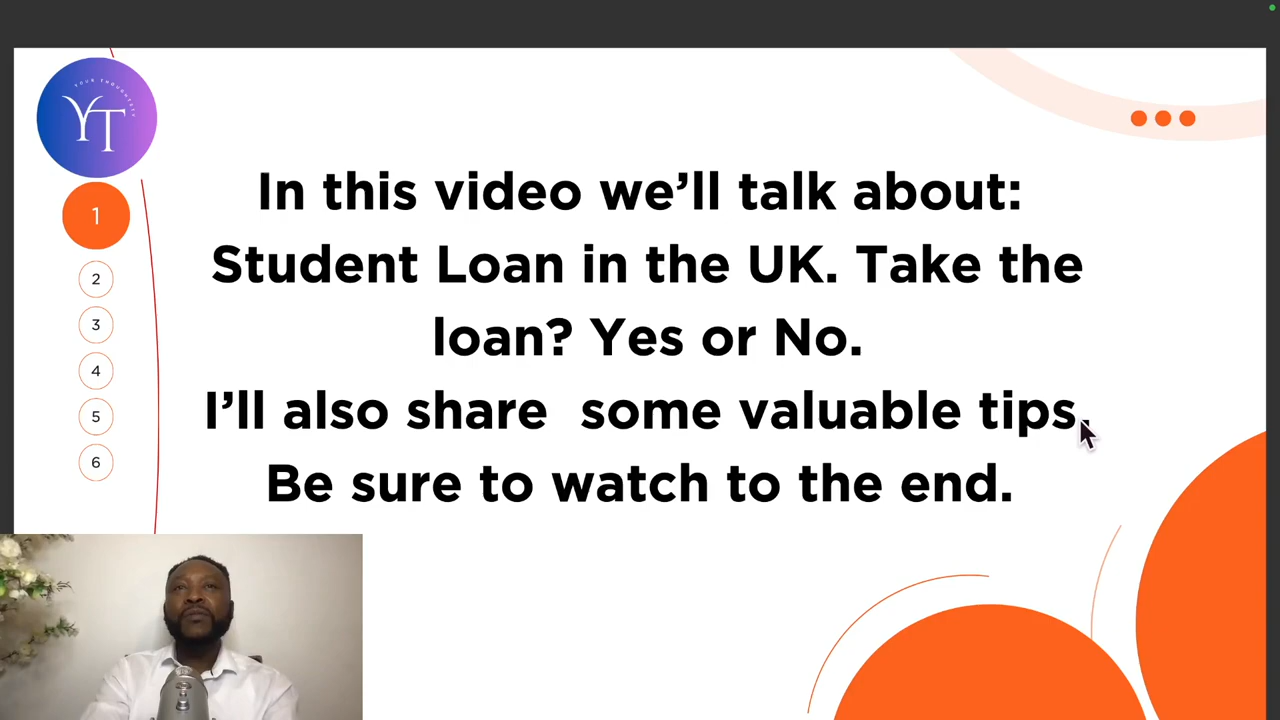 YOUR THOUGHTZTV
YT
1
2
3
4
5
6
In this video we’ll talk about:
Student Loan in the UK. Take the
loan? Yes or No.
I’ll also share some valuable tips.
Be sure to watch to the end.